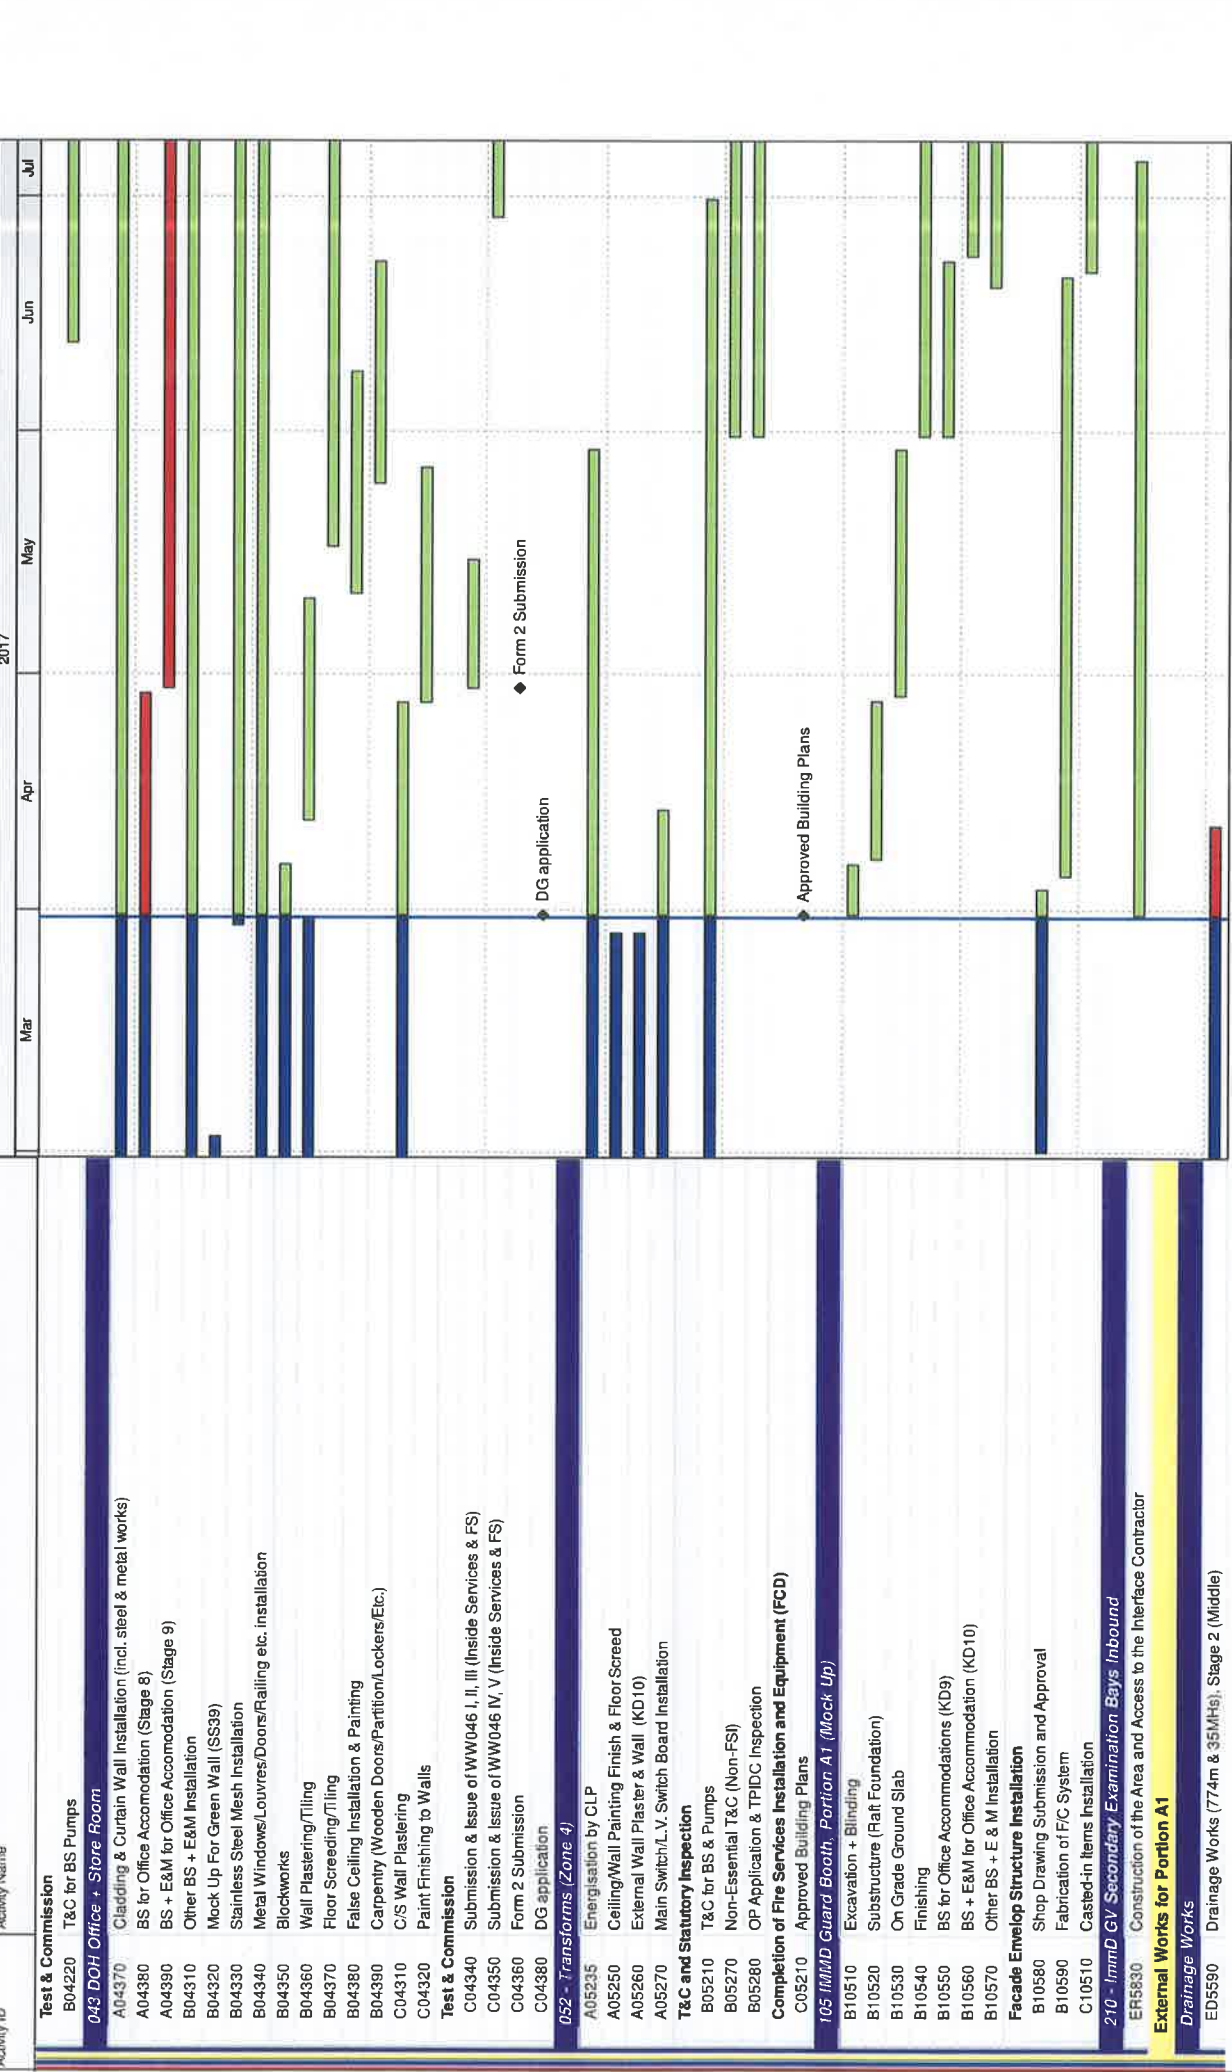 Activity ID Activity Name
2017
Mar Apr May Jun Jul
Test & Commission
B04220 T&C for BS Pumps
043 DOH Office + Store Room
A04370 Cladding & Curtain Wall Installation (incl. steel & metal works)
A04380 BS for Office Accomodation (Stage 8)
A04390 BS + E&M for Office Accomodation (Stage 9)
B04310 Other BS + E&M Installation
B04320 Mock Up For Green Wall (SS39)
B04330 Stainless Steel Mesh Installation
B04340 Metal Windows/Louvres/Doors/Railing etc. installation
B04350 Blockworks
B04360 Wall Plastering/Tiling
B04370 Floor Screeding/Tiling
B04380 False Ceiling Installation & Painting
B04390 Carpentry (Wooden Doors/Partition/Lockers/Etc.)
C04310 C/S Wall Plastering
C04320 Paint Finishing to Walls
Test & Commission
C04340 Submission & Issue of WW046 I, II, III (Inside Services & FS)
C04350 Submission & Issue of WW046 IV, V (Inside Services & FS)
C04360 Form 2 Submission
Form 2 Submission
C04380 DG application
DG application
052 - Transforms (Zone 4)
A05235 Energisation by CLP
A05250 Ceiling/Wall Painting Finish & Floor Screed
A05260 External Wall Plaster & Wall (KD10)
A05270 Main Switch/L.V. Switch Board Installation
T&C and Statutory Inspection
B05210 T&C for BS & Pumps
B05270 Non-Essential T&C (Non-FSI)
B05280 OP Application & TPIDC Inspection
Completion of Fire Services Installation and Equipment (FCD)
C05210 Approved Building Plans
Approved Building Plans
105 IMMD Guard Booth, Portion A1 (Mock Up)
B10510 Excavation + Blinding
B10520 Substructure (Raft Foundation)
B10530 On Grade Ground Slab
B10540 Finishing
B10550 BS for Office Accommodations (KD9)
B10560 BS + E&M for Office Accommodation (KD10)
B10570 Other BS + E & M Installation
Facade Envelop Structure Installation
B10580 Shop Drawing Submission and Approval
B10590 Fabrication of F/C System
C10510 Casted-in Items Installation
210 - ImmD GV Secondary Examination Bays Inbound
ER5830 Construction of the Area and Access to the Interface Contractor
External Works for Portion A1
Drainage Works
ED5590 Drainage Works (774m & 35MHs), Stage 2 (Middle)